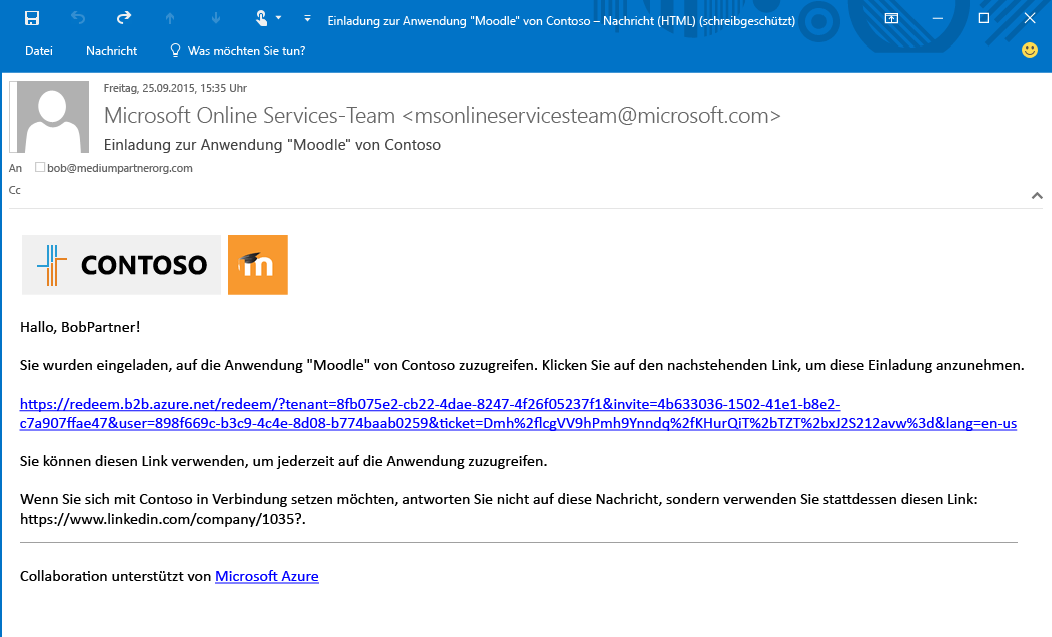 Einladung zur Anwendung "Moodle" von Contoso – Nachricht (HTML) (schreibgeschützt)
Datei Nachricht Was möchten Sie tun?
Freitag, 25.09.2015, 15:35 Uhr
Microsoft Online Services-Team <msonlineservicesteam@microsoft.com>
Einladung zur Anwendung "Moodle" von Contoso
An bob@mediumpartnerorg.com
Cc
CONTOSO m
Hallo, BobPartner!
Sie wurden eingeladen, auf die Anwendung "Moodle" von Contoso zuzugreifen. Klicken Sie auf den nachstehenden Link, um diese Einladung anzunehmen.
https://redeem.b2b.azure.net/redeem/?tenant=8fb075e2-cb22-4dae-8247-4f26f05237f1&invite=4b633036-1502-41e1-b8e2-
c7a907ffae47&user=898f669c-b3c9-4c4e-8d08-b774baab0259&ticket=Dmh%2flcgVV9hPmh9Ynndq%2fKHurQiT%2bTZT%2bxJ2S212avw%3d&lang=en-us
Sie können diesen Link verwenden, um jederzeit auf die Anwendung zuzugreifen.
Wenn Sie sich mit Contoso in Verbindung setzen möchten, antworten Sie nicht auf diese Nachricht, sondern verwenden Sie stattdessen diesen Link:
https://www.linkedin.com/company/1035?.
Collaboration unterstützt von Microsoft Azure